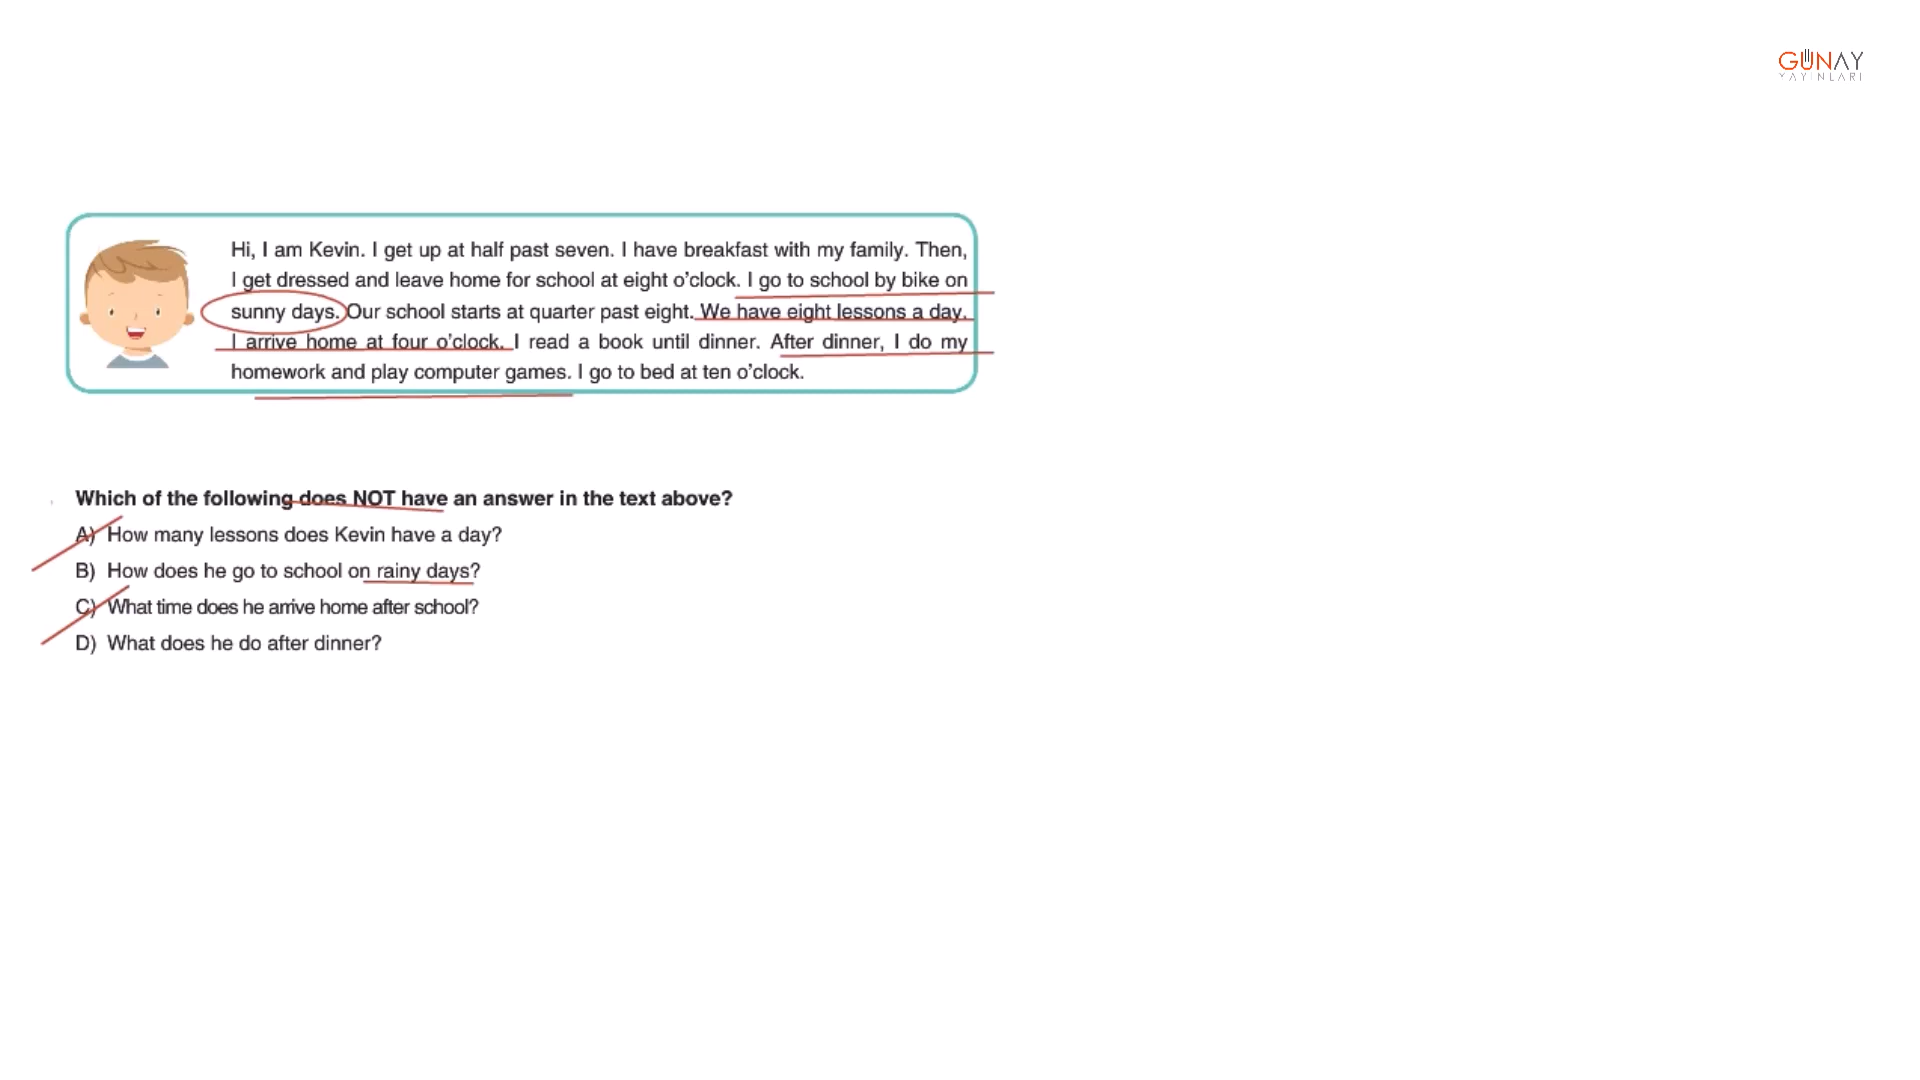 GÜNAY
YAYINLARI
Hi, I am Kevin. I get up at half past seven. I have breakfast with my family. Then,
I get dressed and leave home for school at eight o’clock. I go to school by bike on
sunny days. Our school starts at quarter past eight. We have eight lessons a day.
I arrive home at four o’clock. I read a book until dinner. After dinner, I do my
homework and play computer games. I go to bed at ten o’clock.
Which of the following does NOT have an answer in the text above?
A) How many lessons does Kevin have a day?
B) How does he go to school on rainy days?
C) What time does he arrive home after school?
D) What does he do after dinner?